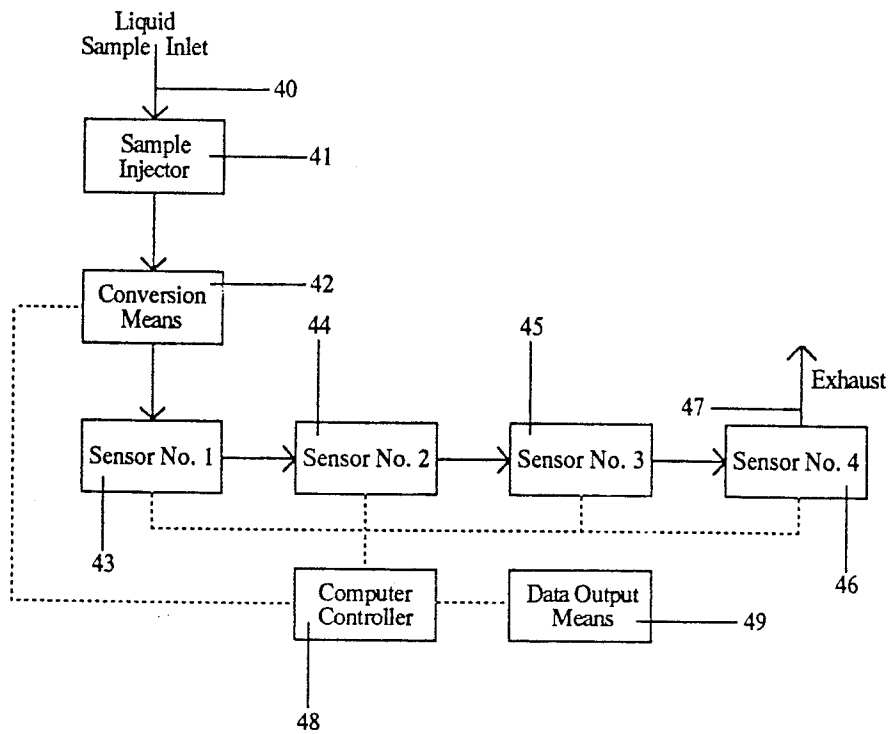 Liquid
Sample Inlet
40
Sample
Injector
41
Conversion
Means
42
44
45
47
Exhaust
Sensor No. 1
Sensor No. 2
Sensor No. 3
Sensor No. 4
43
46
Computer
Controller
Data Output
Means
49
48